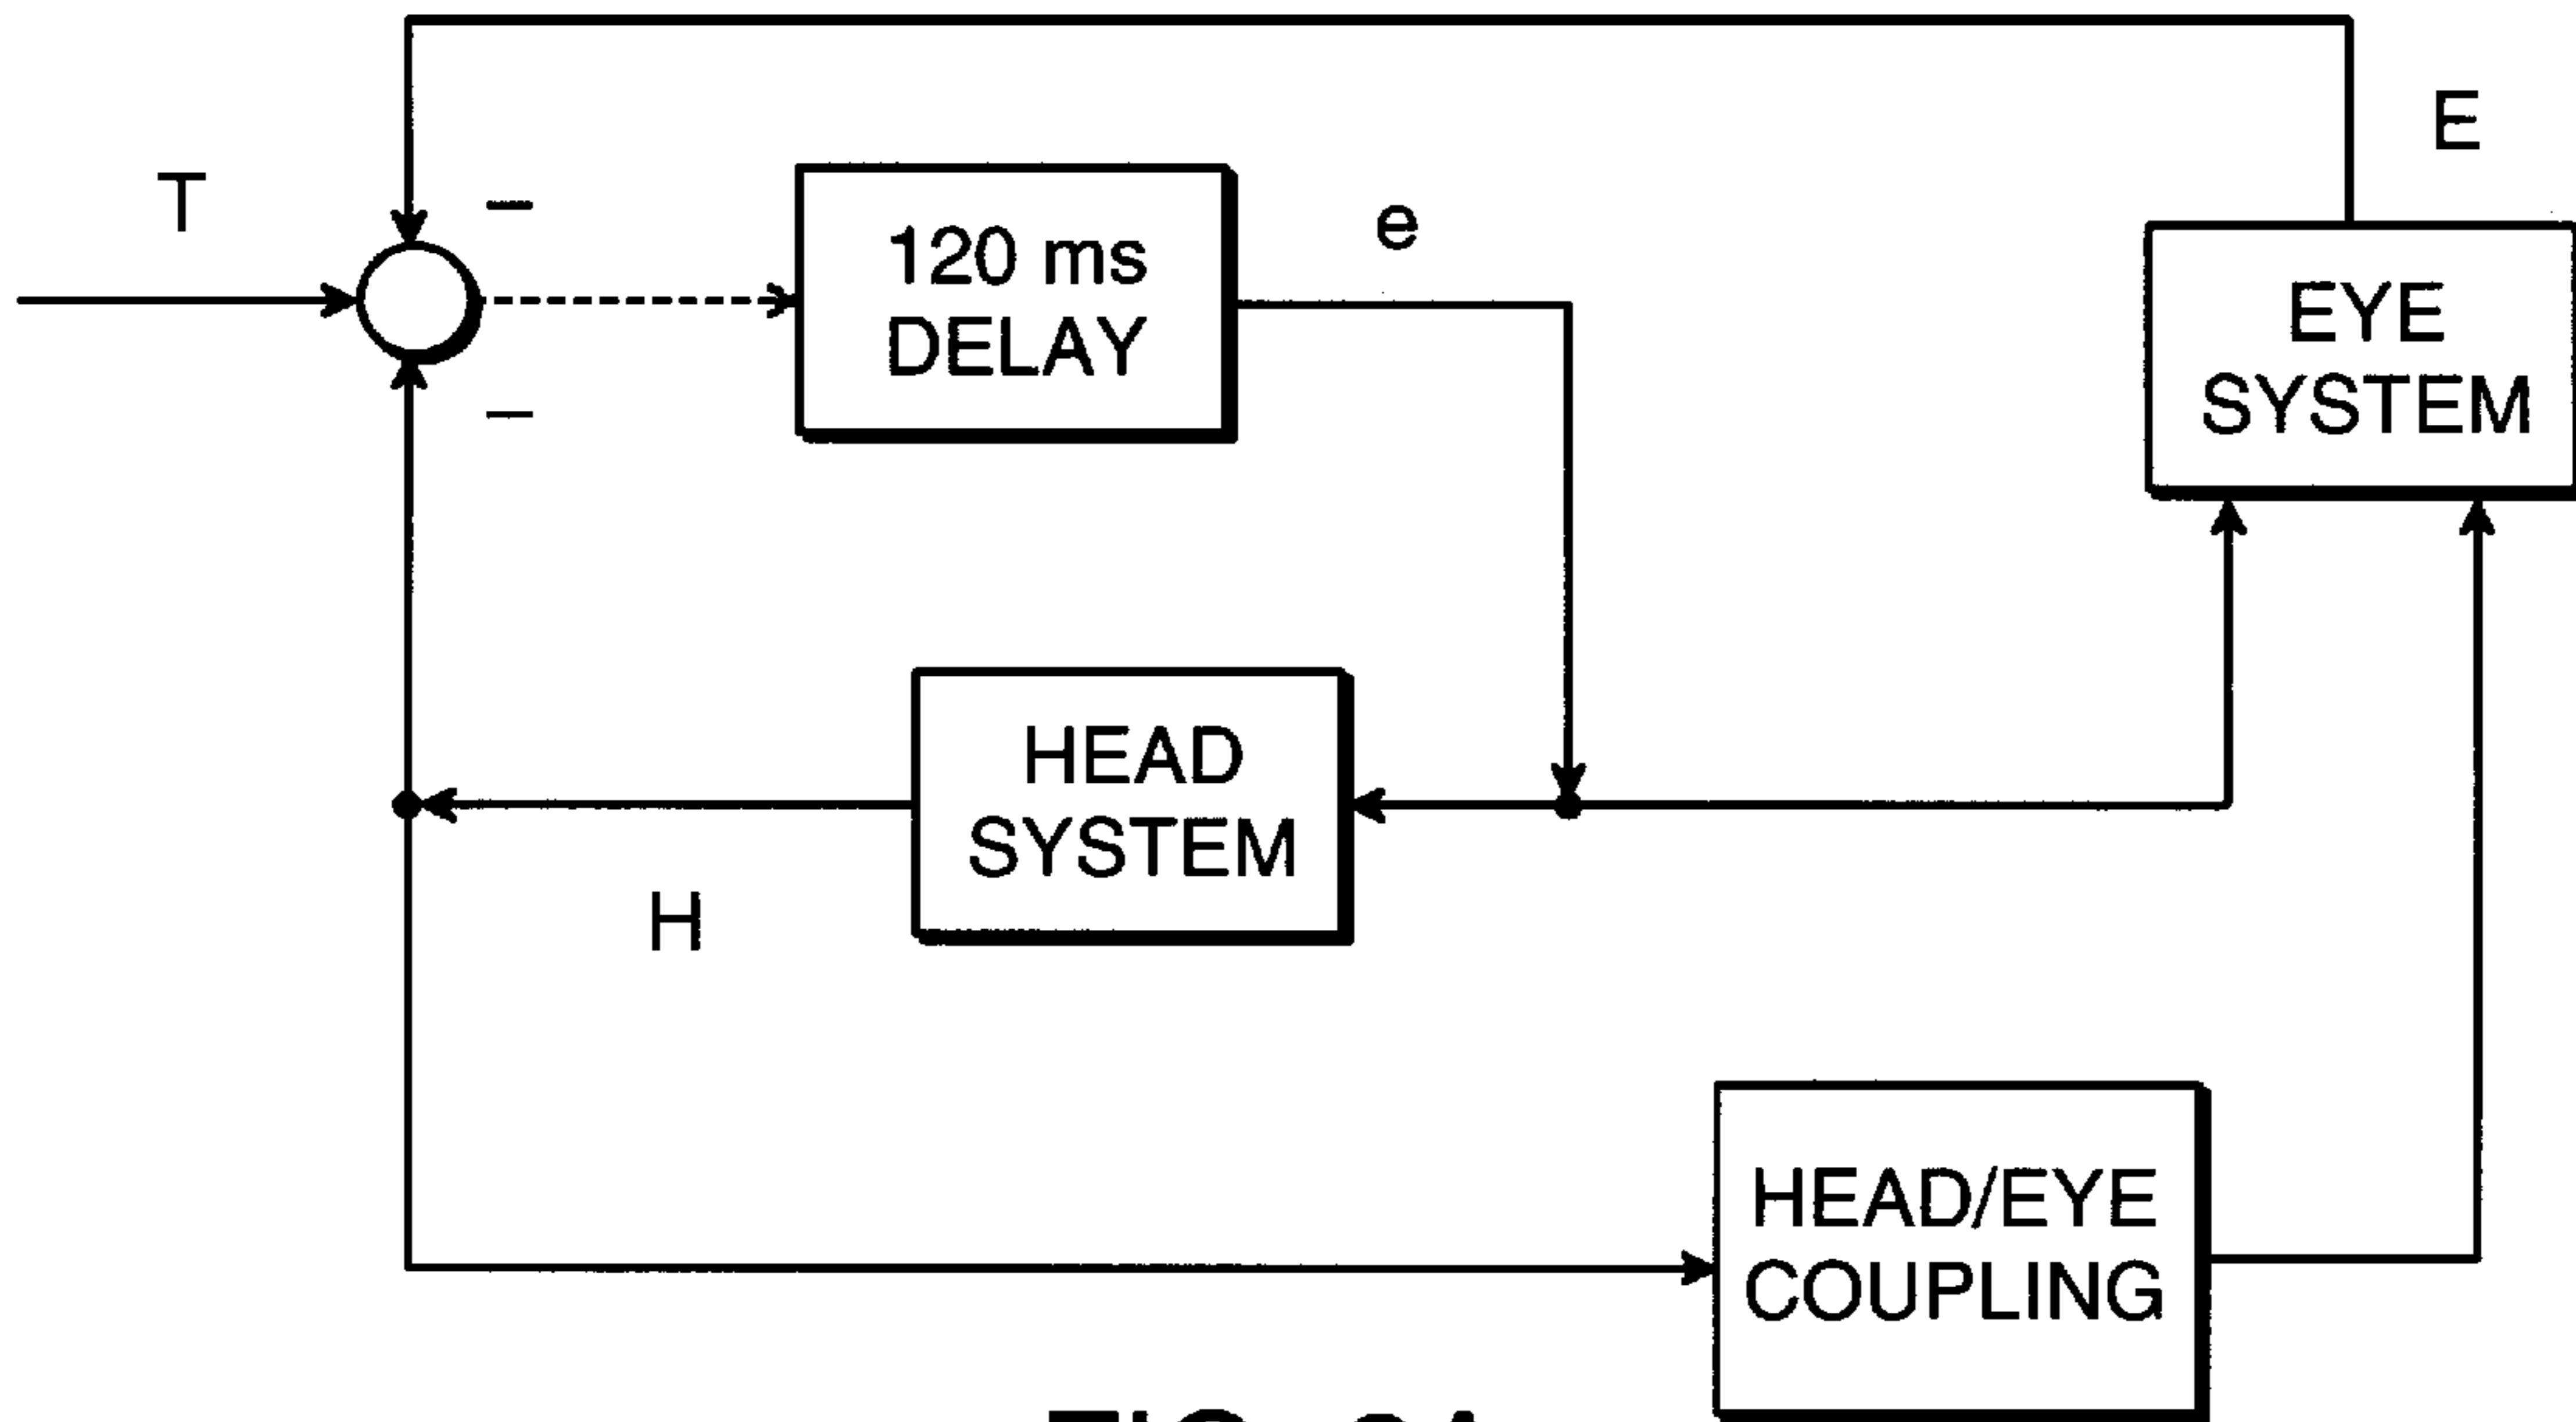 E
T
–
120 ms
DELAY
e
EYE
SYSTEM
–
HEAD
SYSTEM
H
HEAD/EYE
COUPLING